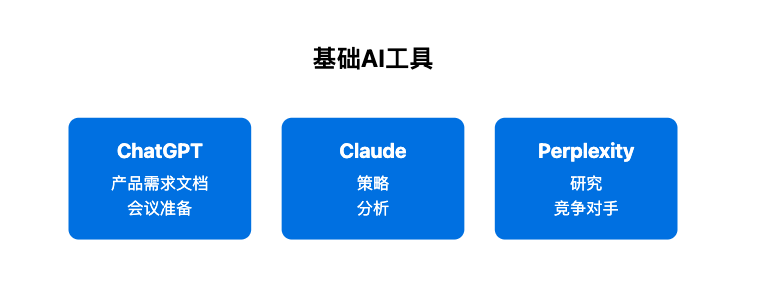 基础AI工具
ChatGPT
产品需求文档
会议准备
Claude
策略
分析
Perplexity
研究
竞争对手